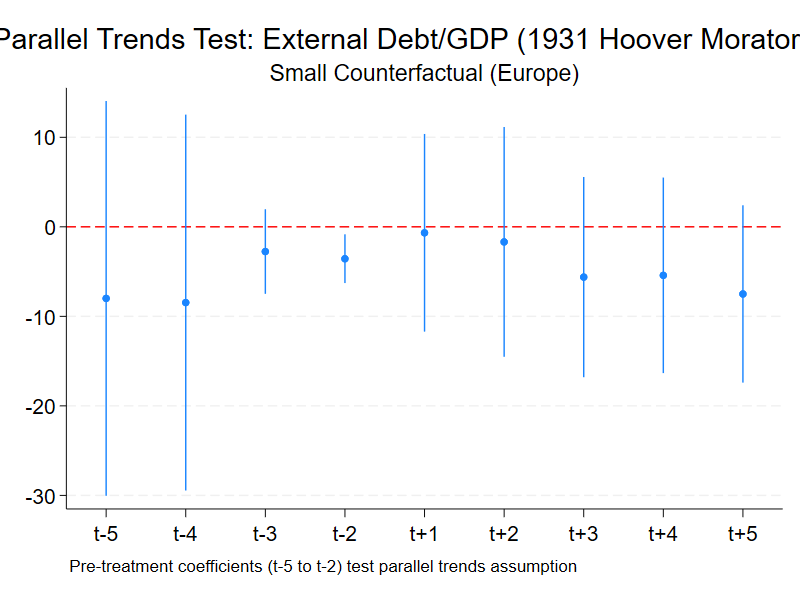 Parallel Trends Test: External Debt/GDP (1931 Hoover Morator
Small Counterfactual (Europe)
10
0
-10
-20
-30
t-5 t-4 t-3 t-2 t+1 t+2 t+3 t+4 t+5
Pre-treatment coefficients (t-5 to t-2) test parallel trends assumption